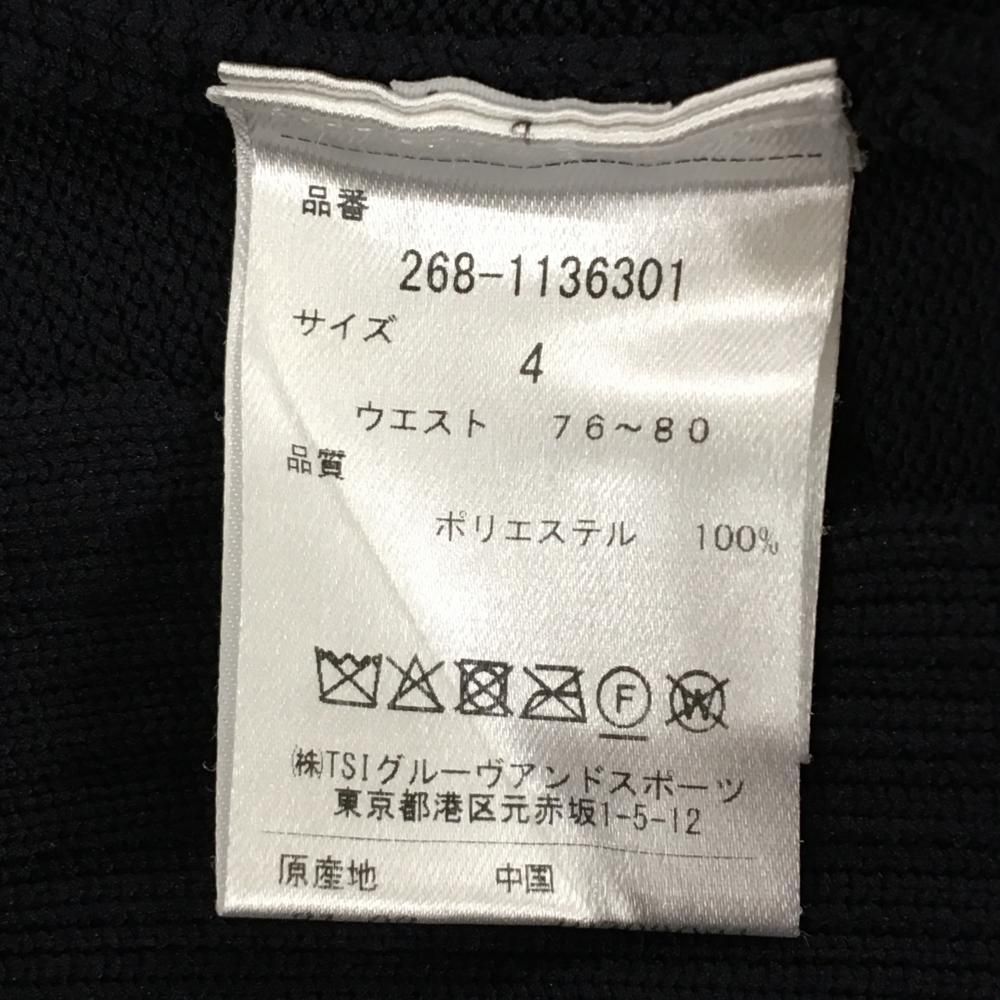 品番
268-1136301
サイズ
4
ウエスト 76~80
品質
ポリエステル 100%
F W
㈱TSIグルーヴアンドスポーツ
東京都港区元赤坂1-5-12
原産地 中国